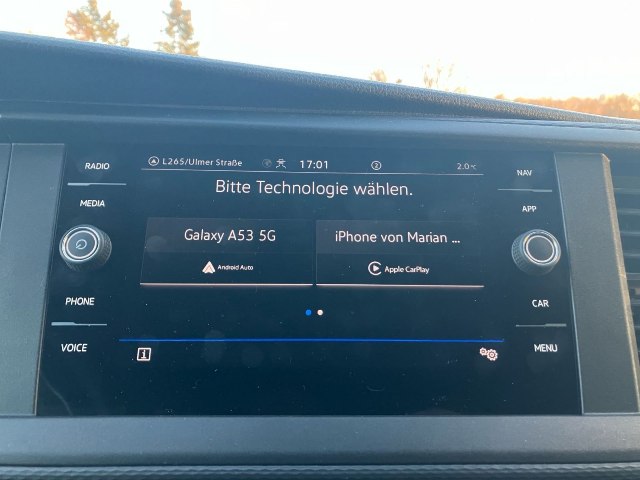 RADIO
MEDIA
PHONE
VOICE
L265/Ulmer Straße 17:01 2 2.0°C
Bitte Technologie wählen.
Galaxy A53 5G
Android Auto
iPhone von Marian ...
Apple CarPlay
i
NAV
APP
CAR
MENU